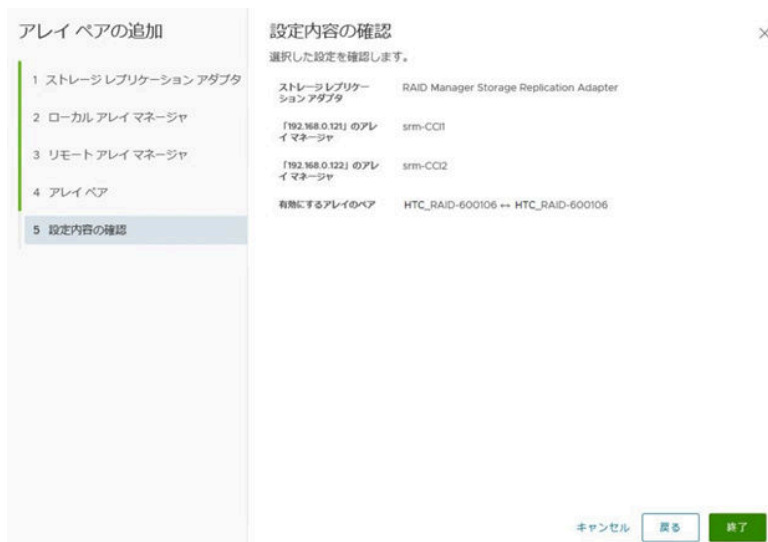 アレイ ペアの追加
1 ストレージ レプリケーション アダプタ
2 ローカル アレイ マネージャ
3 リモート アレイ マネージャ
4 アレイ ペア
5 設定内容の確認
設定内容の確認
選択した設定を確認します。
ストレージ レプリケー
ション アダプタ
RAID Manager Storage Replication Adapter
「192.168.0.121」のアレ
イ マネージャ
srm-CCI1
「192.168.0.122」のアレ
イ マネージャ
srm-CCI2
有効にするアレイのペア
HTC_RAID-600106 ↔ HTC_RAID-600106
キャンセル
戻る
終了